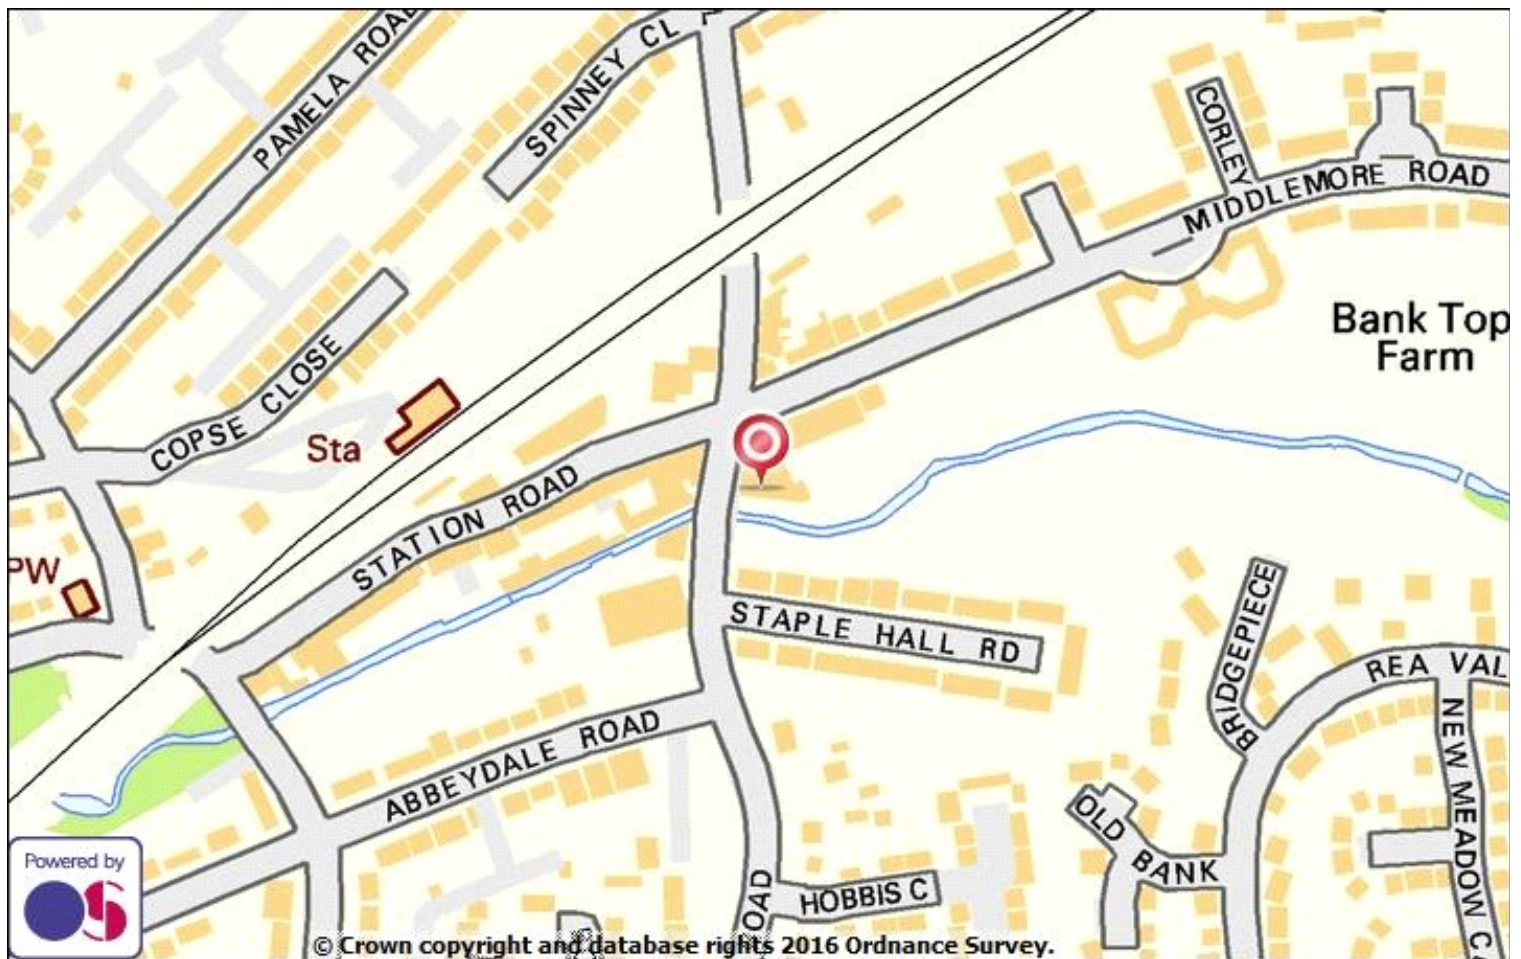 PAMELA ROAD
SPINNEY CL
CORLEY
MIDDLEMORE ROAD
Bank Top
Farm
COPSE CLOSE
Sta
STATION ROAD
PW
STAPLE HALL RD
BRIDGEPIECE
REA VAL
NEW MEADOW C
ABBEYDALE ROAD
OLD BANK
HOBBIS C
OAD
Powered by
OS
© Crown copyright and database rights 2016 Ordnance Survey.